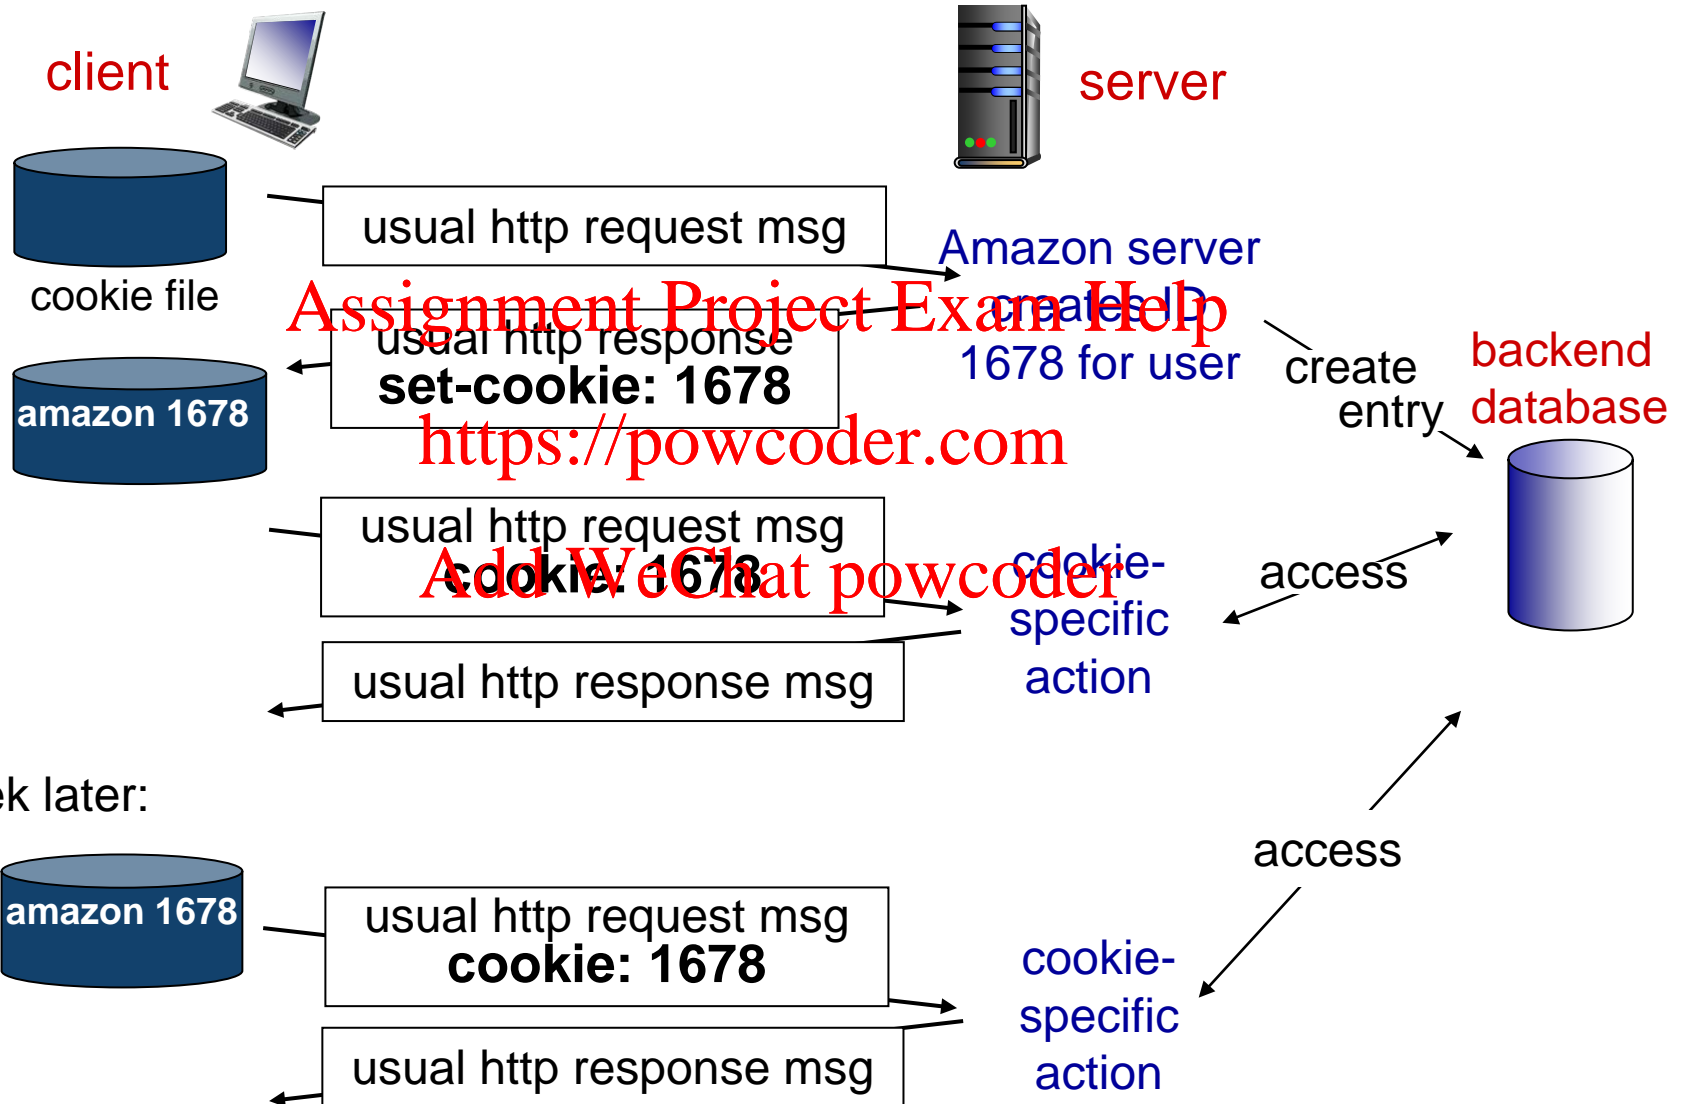 client
server
usual http request msg
cookie file
Amazon server
creates ID
1678 for user
Assignment Project Exam Help
usual http response
set-cookie: 1678
amazon 1678
create
entry
backend
database
https://powcoder.com
usual http request msg
cookie: 1678
Add WeChat powcoder
cookie-
specific
action
access
usual http response msg
ek later:
access
amazon 1678
usual http request msg
cookie: 1678
cookie-
specific
action
usual http response msg